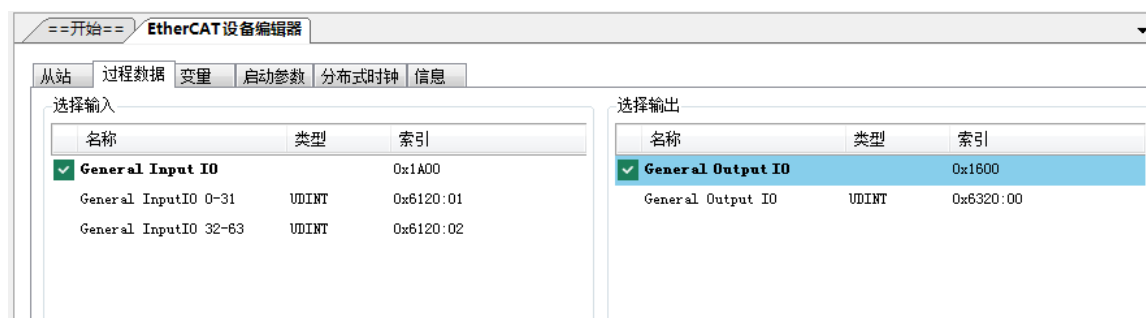 ==开始== EtherCAT设备编辑器
从站 过程数据 变量 启动参数 分布式时钟 信息
选择输入
名称 类型 索引
General Input IO 0x1A00
General InputIO 0-31 UDINT 0x6120:01
General InputIO 32-63 UDINT 0x6120:02
选择输出
名称 类型 索引
General Output IO 0x1600
General Output IO UDINT 0x6320:00